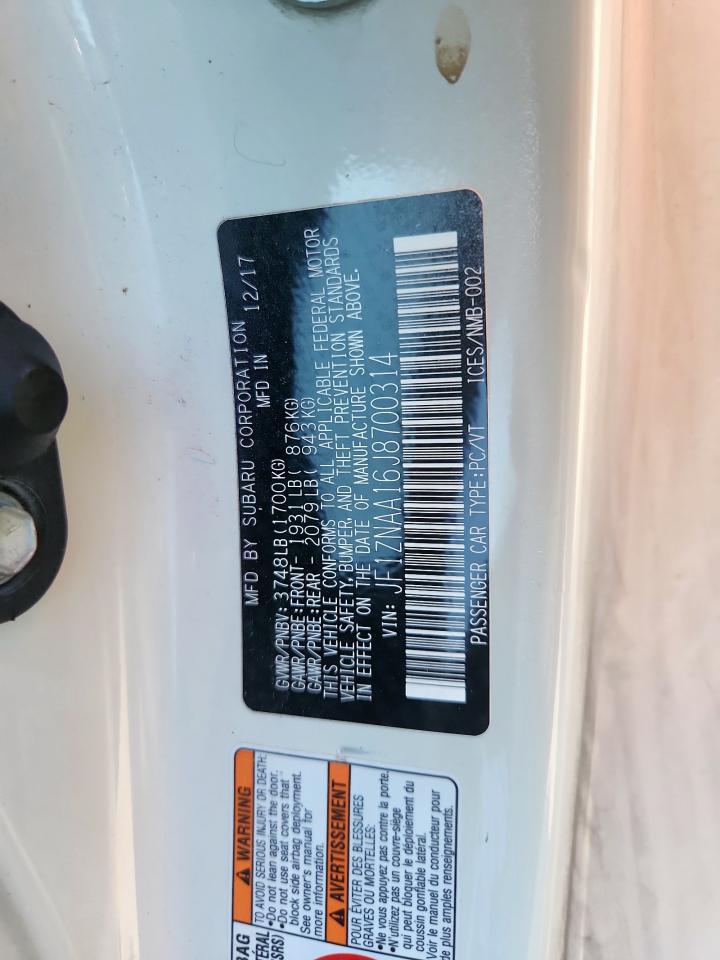 MFD BY SUBARU CORPORATION
MFD IN 12/17
GVWR/PNBV: 3748LB(1700KG)
GAWR/PNBE:FRONT- 1931LB( 876KG)
GAWR/PNBE:REAR - 2079LB( 943KG)
THIS VEHICLE CONFORMS TO ALL APPLICABLE FEDERAL MOTOR
VEHICLE SAFETY, BUMPER, AND THEFT PREVENTION STANDARDS
IN EFFECT ON THE DATE OF MANUFACTURE SHOWN ABOVE.
VIN: JF1ZNAA16J8700314
PASSENGER CAR TYPE:PC/VT ICES/NMB-002
BAG
SRS)
WARNING
TO AVOID SERIOUS INJURY OR DEATH:
•Do not lean against the door.
•Do not use seat covers that
block side airbag deployment.
See owner's manual for
more information.
AVERTISSEMENT
POUR ÉVITER DES BLESSURES
GRAVES OU MORTELLES:
•Ne vous appuyez pas contre la porte.
•N'utilisez pas un couvre-siège
qui peut bloquer le déploiement du
coussin gonflable latéral.
Voir le manuel du conducteur pour
de plus amples renseignements.